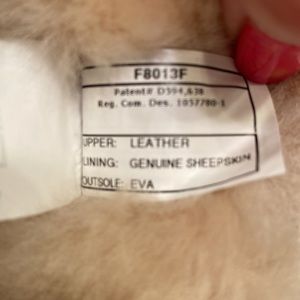 F8013F
Patent# D594,638
Reg. Com. Des. 1057780-1
UPPER: LEATHER
LINING: GENUINE SHEEPSKIN
OUTSOLE: EVA